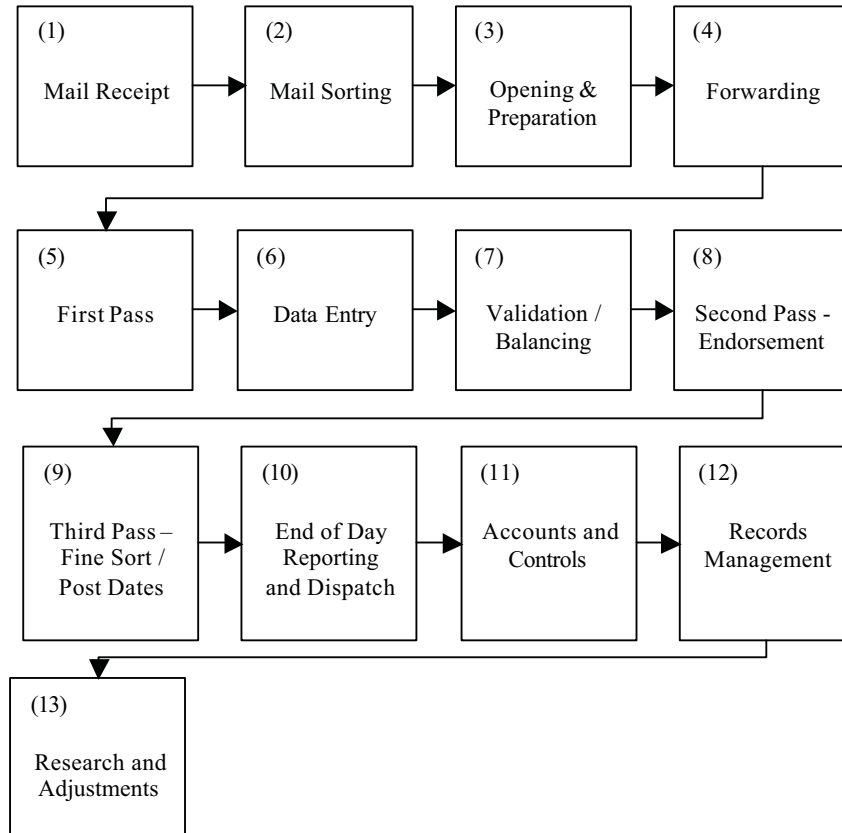 (1)
Mail Receipt
(2)
Mail Sorting
(3)
Opening &
Preparation
(4)
Forwarding
(5)
First Pass
(6)
Data Entry
(7)
Validation /
Balancing
(8)
Second Pass -
Endorsement
(9)
Third Pass –
Fine Sort /
Post Dates
(10)
End of Day
Reporting
and Dispatch
(11)
Accounts and
Controls
(12)
Records
Management
(13)
Research and
Adjustments